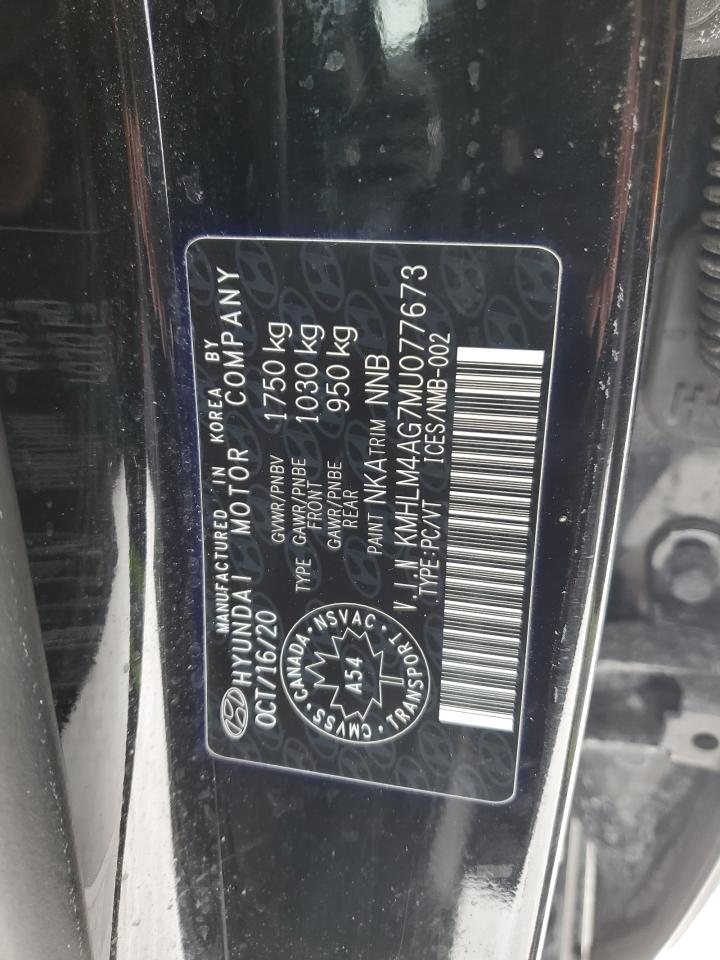 MANUFACTURED IN KOREA BY
HYUNDAI MOTOR COMPANY
OCT/16/20
GVWR/PNBV 1750 kg
TYPE GAWR/PNBE FRONT 1030 kg
GAWR/PNBE REAR 950 kg
PAINT NKA TRIM NNB
V.I.N KMHLM4AG7MU077673
TYPE:PC/VT ICES/NMB-002
CANADA · NSVAC · TRANSPORT · CMVSS
A54